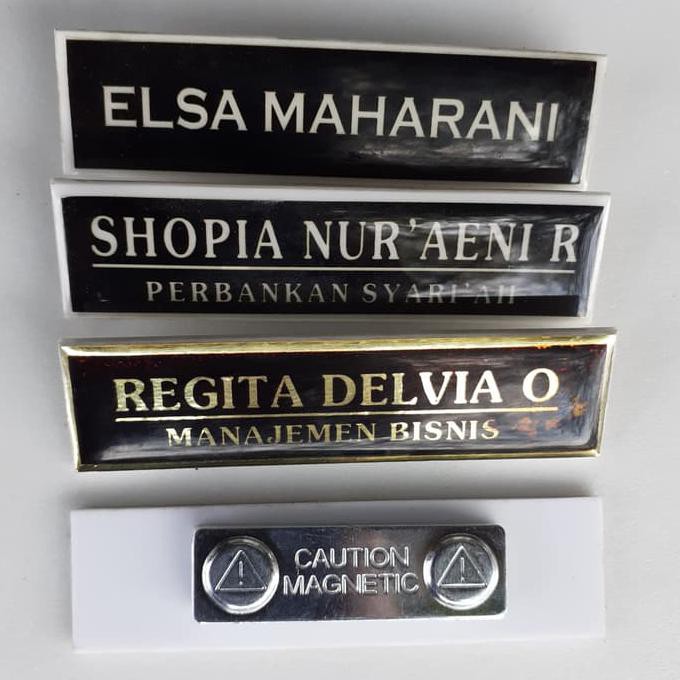 ELSA MAHARANI
SHOPIA NUR'AENI R
PERBANKAN SYARI'AH
REGITA DELVIA O
MANAJEMEN BISNIS
CAUTION
MAGNETIC